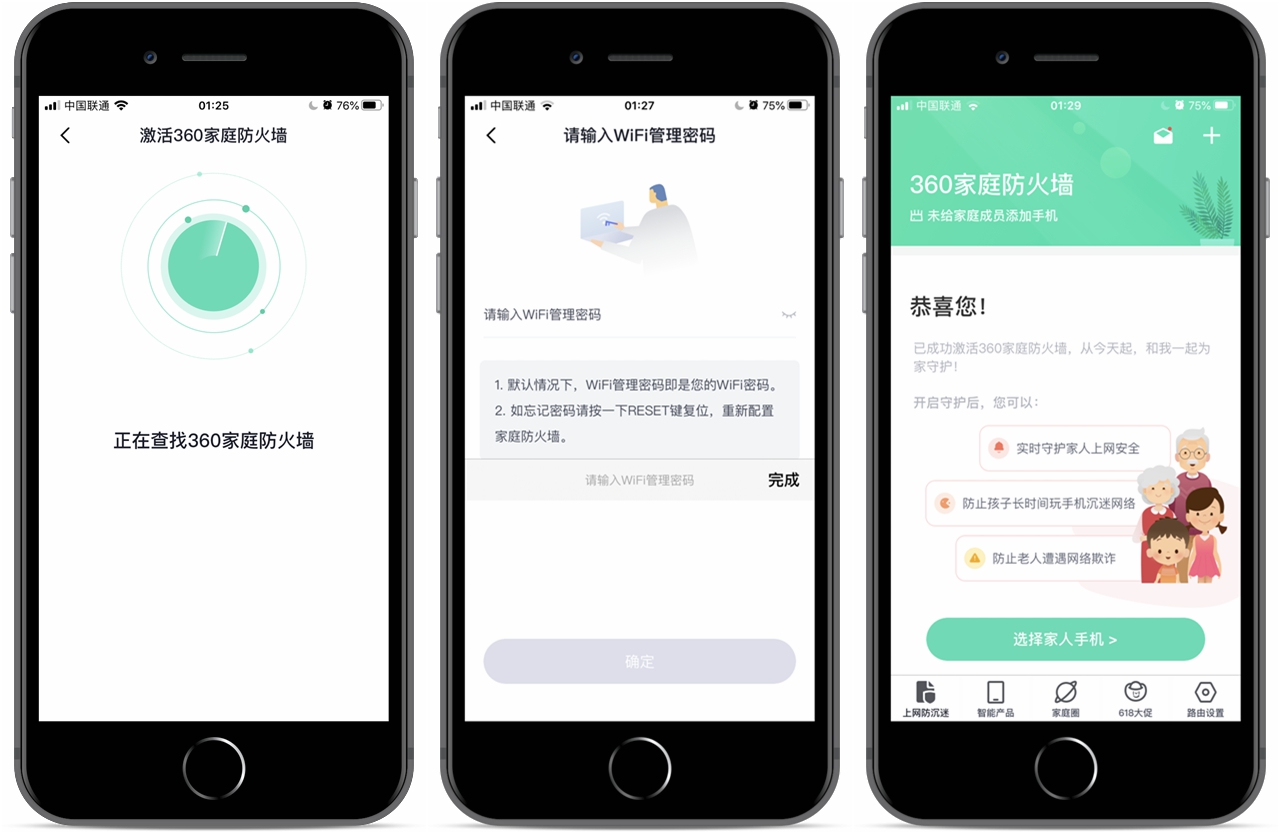 中国联通
01:25
76%
激活360家庭防火墙
正在查找360家庭防火墙
中国联通
01:27
75%
请输入WiFi管理密码
请输入WiFi管理密码
1. 默认情况下，WiFi管理密码即是您的WiFi密码。
2. 如忘记密码请按一下RESET键复位，重新配置
家庭防火墙。
请输入WiFi管理密码
完成
确定
中国联通
01:29
75%
360家庭防火墙
未给家庭成员添加手机
恭喜您！
已成功激活360家庭防火墙，从今天起，和我一起为
家守护！
开启守护后，您可以：
实时守护家人上网安全
防止孩子长时间玩手机沉迷网络
防止老人遭遇网络欺诈
选择家人手机 >
上网防沉迷
智能产品
家庭圈
618大促
路由设置